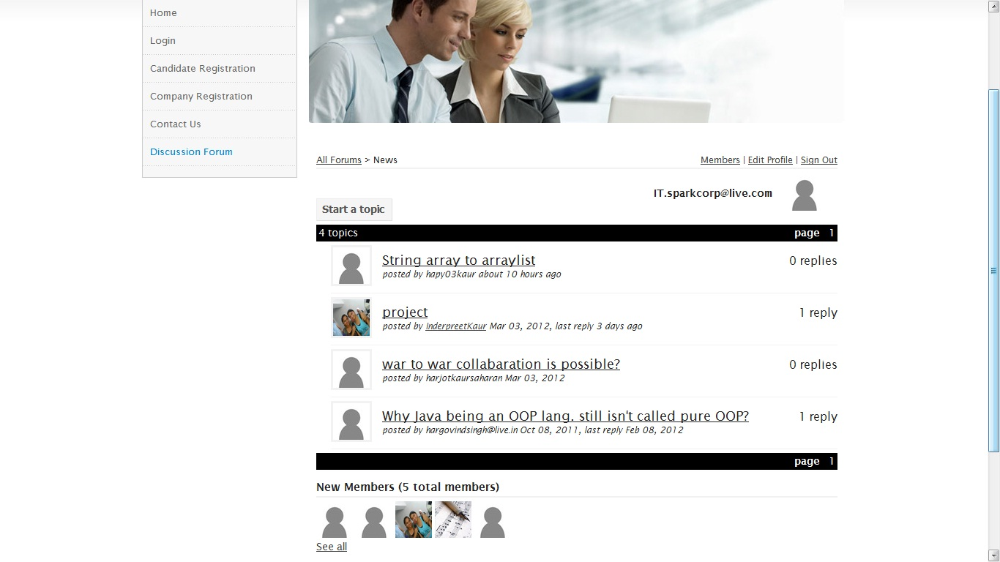 Home
Login
Candidate Registration
Company Registration
Contact Us
Discussion Forum
All Forums > News
Members | Edit Profile | Sign Out
IT.sparkcorp@live.com
Start a topic
4 topics page 1
String array to arraylist 0 replies
posted by hapy03kaur about 10 hours ago
project 1 reply
posted by InderpreetKaur Mar 03, 2012, last reply 3 days ago
war to war collabaration is possible? 0 replies
posted by harjotkaursaharan Mar 03, 2012
Why Java being an OOP lang. still isn't called pure OOP? 1 reply
posted by hargovindsingh@live.in Oct 08, 2011, last reply Feb 08, 2012
page 1
New Members (5 total members)
See all